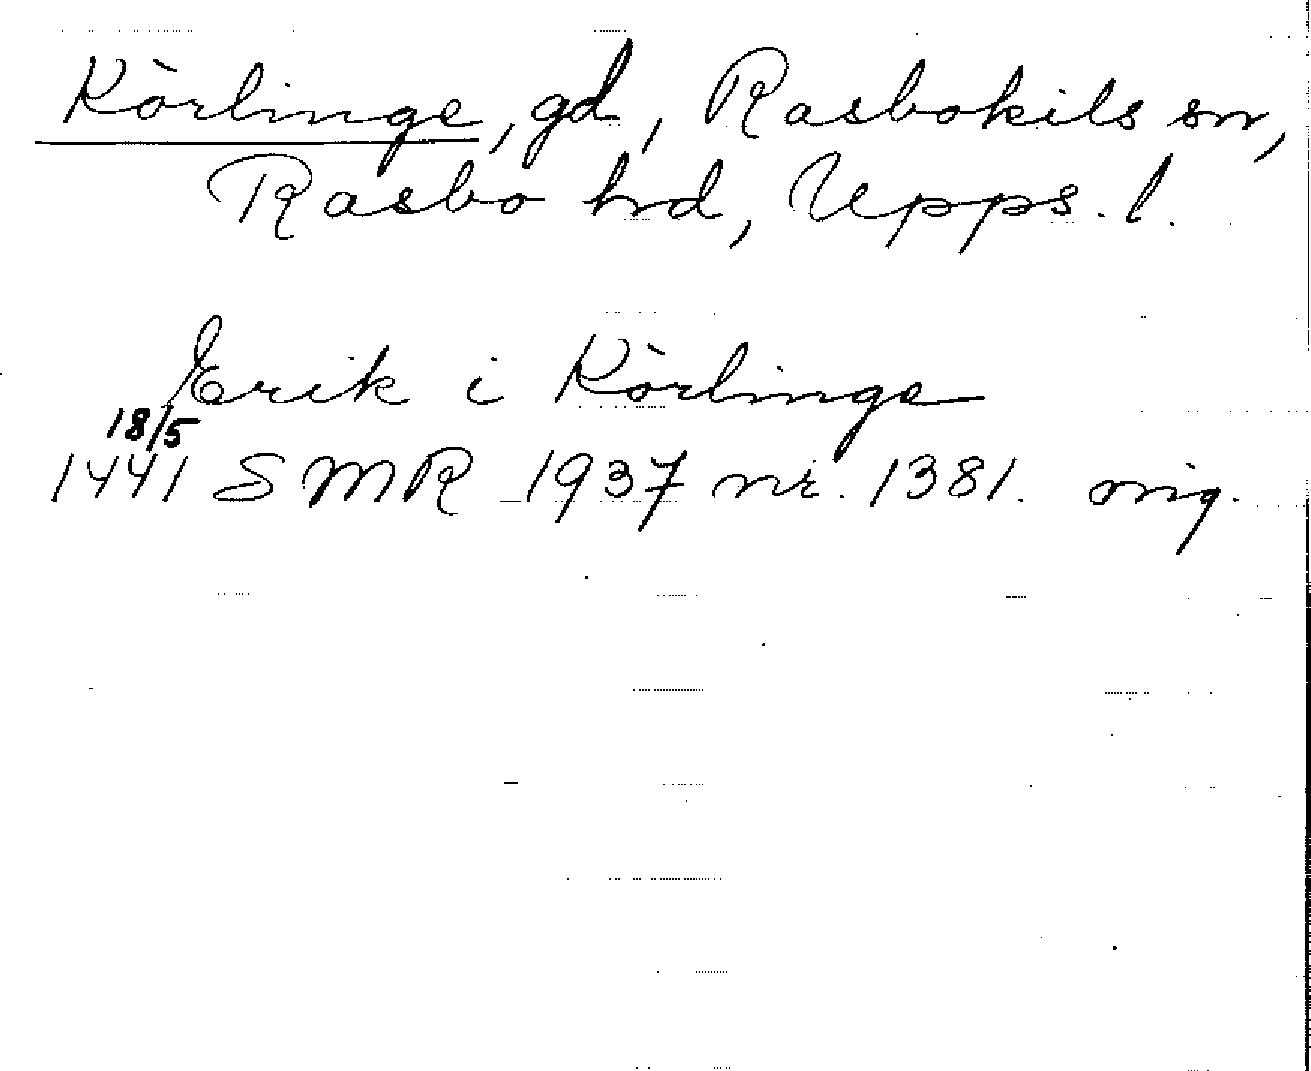 Körlinge, gd, Rasbokils sn,
Rasbo hd, Upps. l.
Erik i Körlinge
18/5
1441 SMR 1937 nr. 1381. orig.